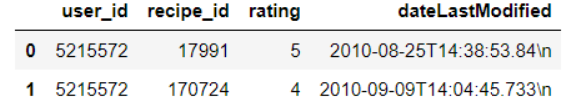 user_id recipe_id rating dateLastModified
0 5215572 17991 5 2010-08-25T14:38:53.84\n
1 5215572 170724 4 2010-09-09T14:04:45.733\n